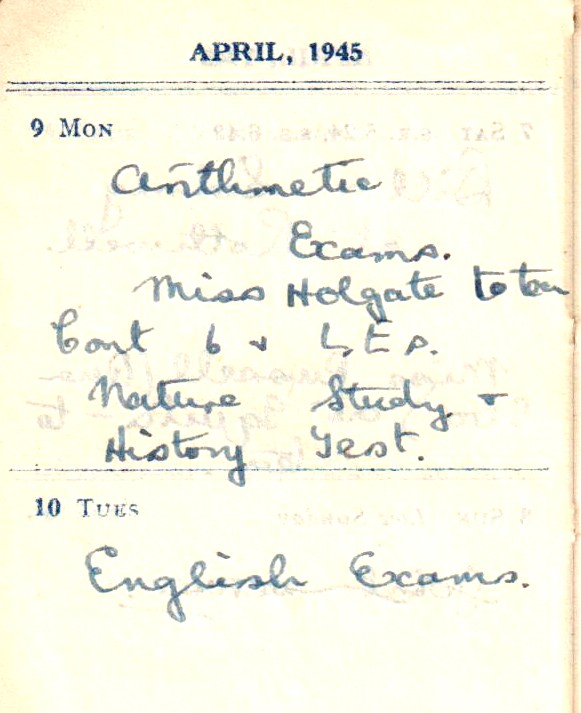 APRIL, 1945
9 MON
Arithmetic
Exams.
Miss Holgate to tea
Cont 6 & L.E.A.
Nature Study &
History Test.
10 TUES
English Exams.